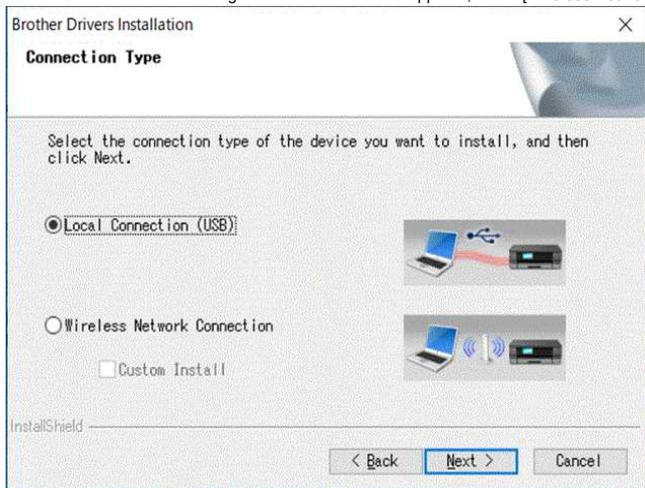 Brother Drivers Installation
Connection Type
Select the connection type of the device you want to install, and then
click Next.
Local Connection (USB)
Wireless Network Connection
Custom Install
InstallShield
< Back
Next >
Cancel